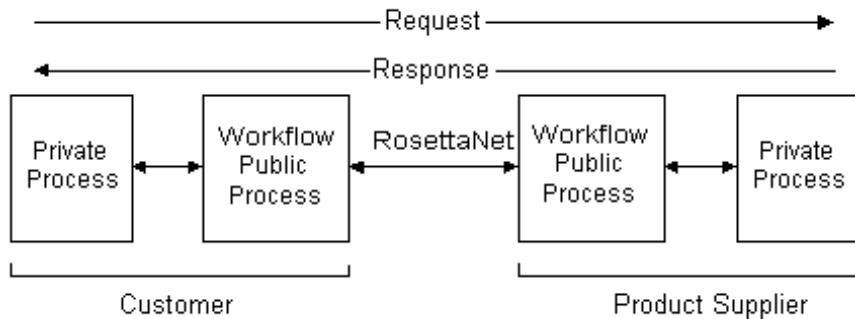 Request
Response
Private
Process
Workflow
Public
Process
RosettaNet
Workflow
Public
Process
Private
Process
Customer
Product Supplier